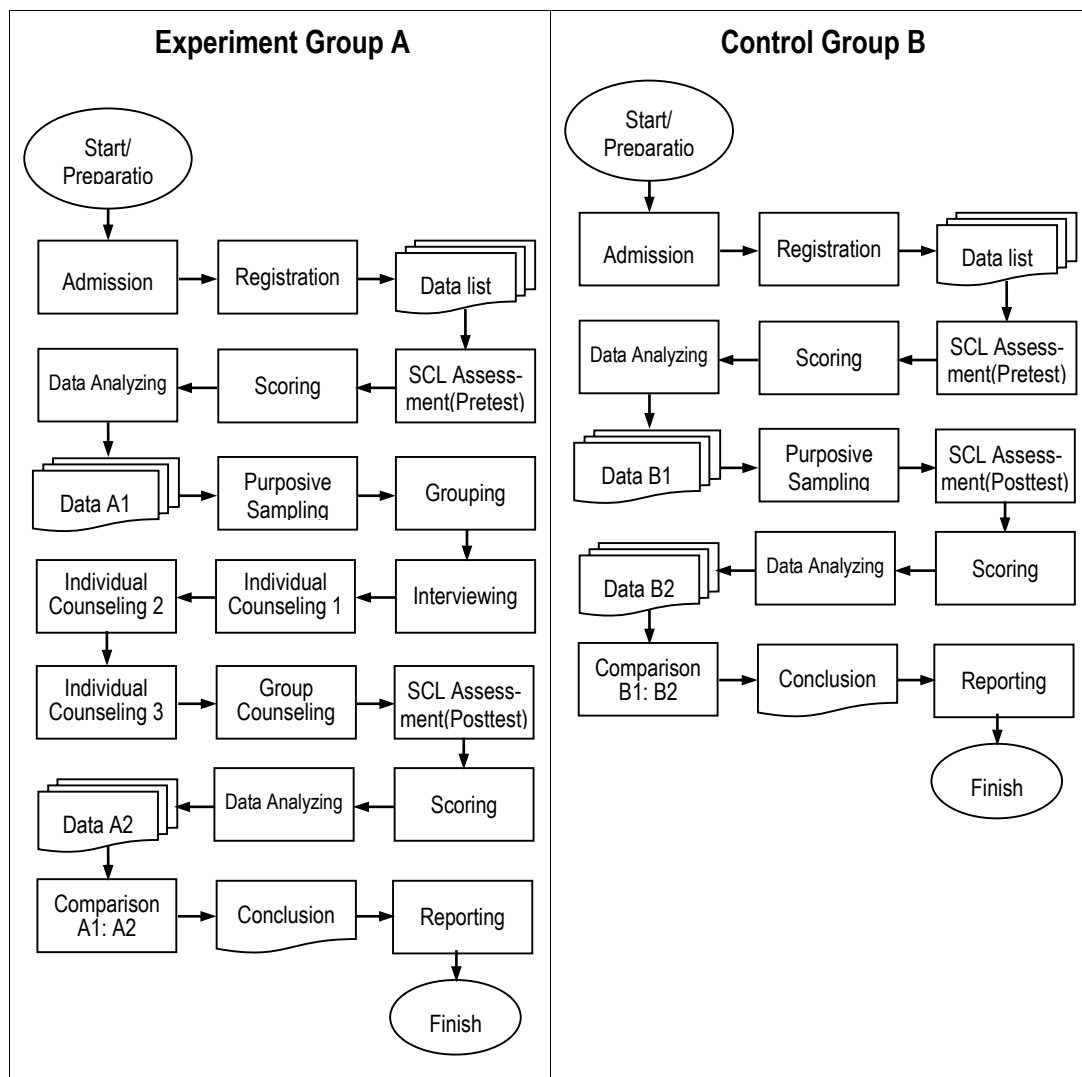 Experiment Group A
Start/
Preparatio
Admission
Registration
Data list
SCL Assess-
ment(Pretest)
Scoring
Data Analyzing
Data A1
Purposive
Sampling
Grouping
Interviewing
Individual
Counseling 1
Individual
Counseling 2
Individual
Counseling 3
Group
Counseling
SCL Assess-
ment(Posttest)
Scoring
Data Analyzing
Data A2
Comparison
A1: A2
Conclusion
Reporting
Finish
Control Group B
Start/
Preparatio
Admission
Registration
Data list
SCL Assess-
ment(Pretest)
Scoring
Data Analyzing
Data B1
Purposive
Sampling
SCL Assess-
ment(Posttest)
Scoring
Data Analyzing
Data B2
Comparison
B1: B2
Conclusion
Reporting
Finish